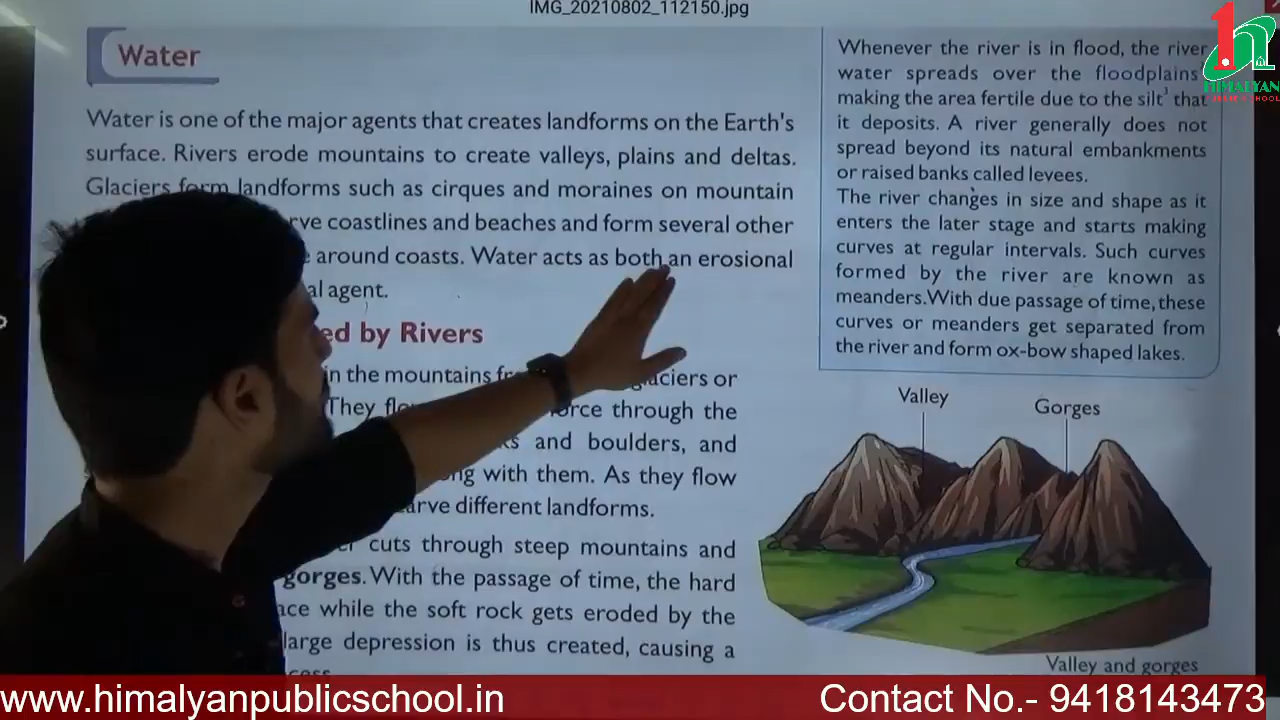 IMG_20210802_112150.jpg
Water
Water is one of the major agents that creates landforms on the Earth's
surface. Rivers erode mountains to create valleys, plains and deltas.
Glaciers form landforms such as cirques and moraines on mountain
rve coastlines and beaches and form several other
around coasts. Water acts as both an erosional
al agent.
ed by Rivers
in the mountains glaciers or
They through the
and boulders, and
ng with them. As they flow
arve different landforms.
cuts through steep mountains and
gorges. With the passage of time, the hard
ace while the soft rock gets eroded by the
large depression is thus created, causing a
Whenever the river is in flood, the river
water spreads over the floodplains
making the area fertile due to the silt³ that
it deposits. A river generally does not
spread beyond its natural embankments
or raised banks called levees.
The river changes in size and shape as it
enters the later stage and starts making
curves at regular intervals. Such curves
formed by the river are known as
meanders. With due passage of time, these
curves or meanders get separated from
the river and form ox-bow shaped lakes.
Valley
Gorges
Valley and gorges
HIMALYAN
www.himalyanpublicschool.in
Contact No.- 9418143473